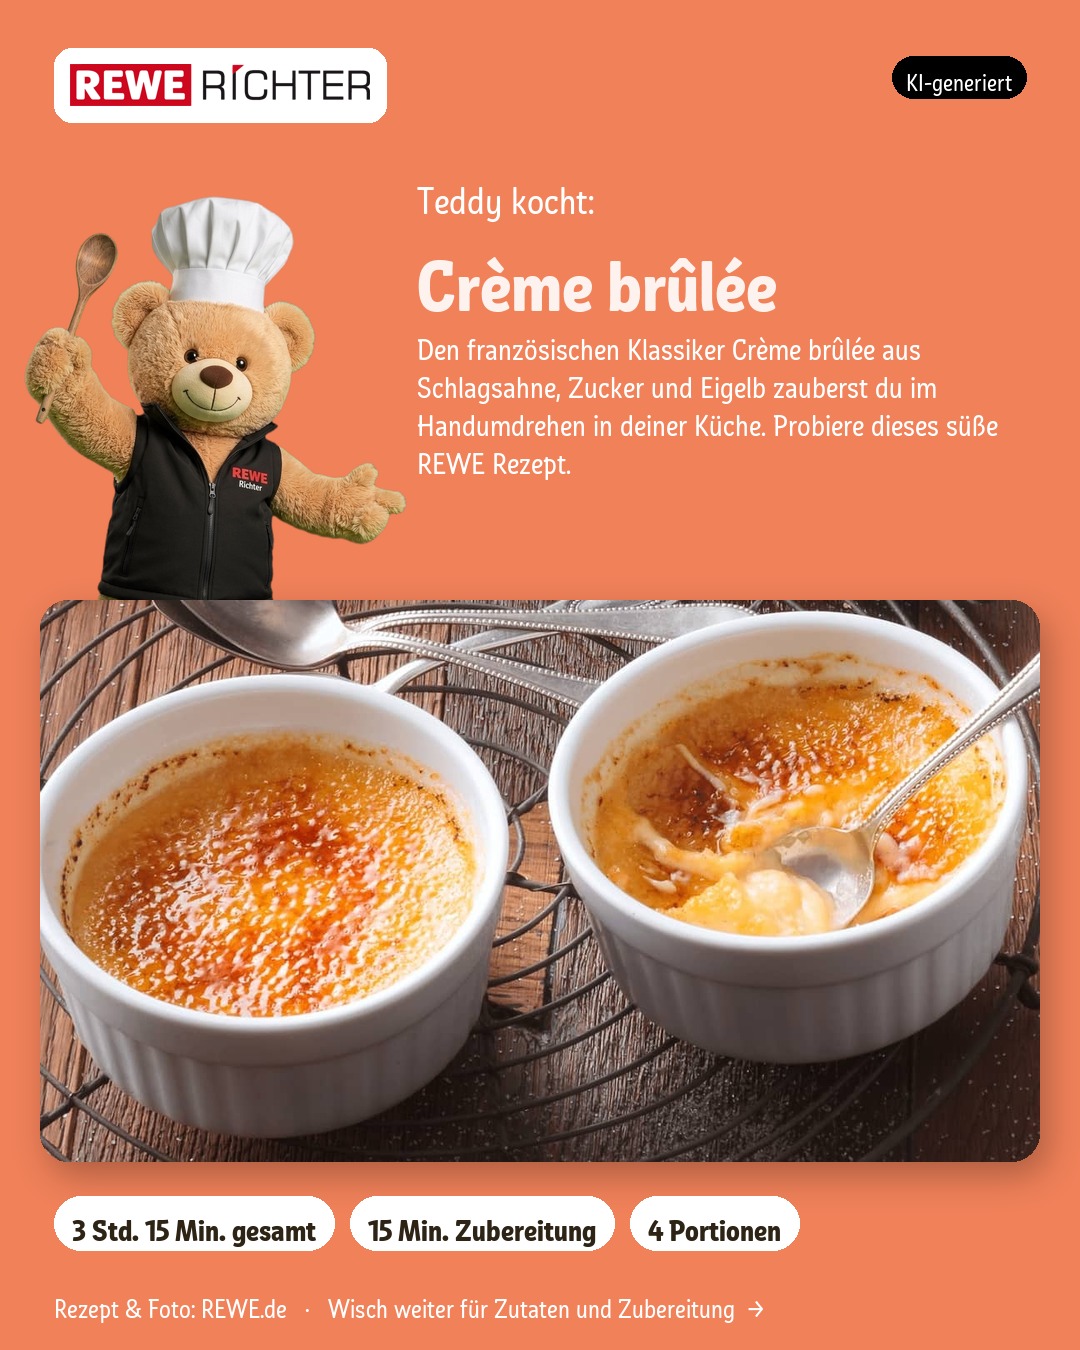 REWE RICHTER
KI-generiert
Teddy kocht:
Crème brûlée
Den französischen Klassiker Crème brûlée aus
Schlagsahne, Zucker und Eigelb zauberst du im
Handumdrehen in deiner Küche. Probiere dieses süße
REWE Rezept.
REWE
Richter
3 Std. 15 Min. gesamt
15 Min. Zubereitung
4 Portionen
Rezept & Foto: REWE.de · Wisch weiter für Zutaten und Zubereitung →